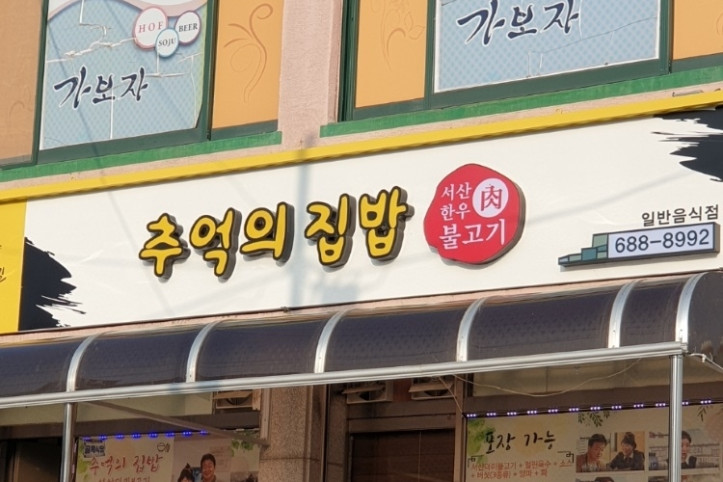 HOF
BEER
SOJU
가보자
가보자
추억의 집밥
서산
한우
肉
불고기
일반음식점
688-8992
추억의 집밥
포장 가능